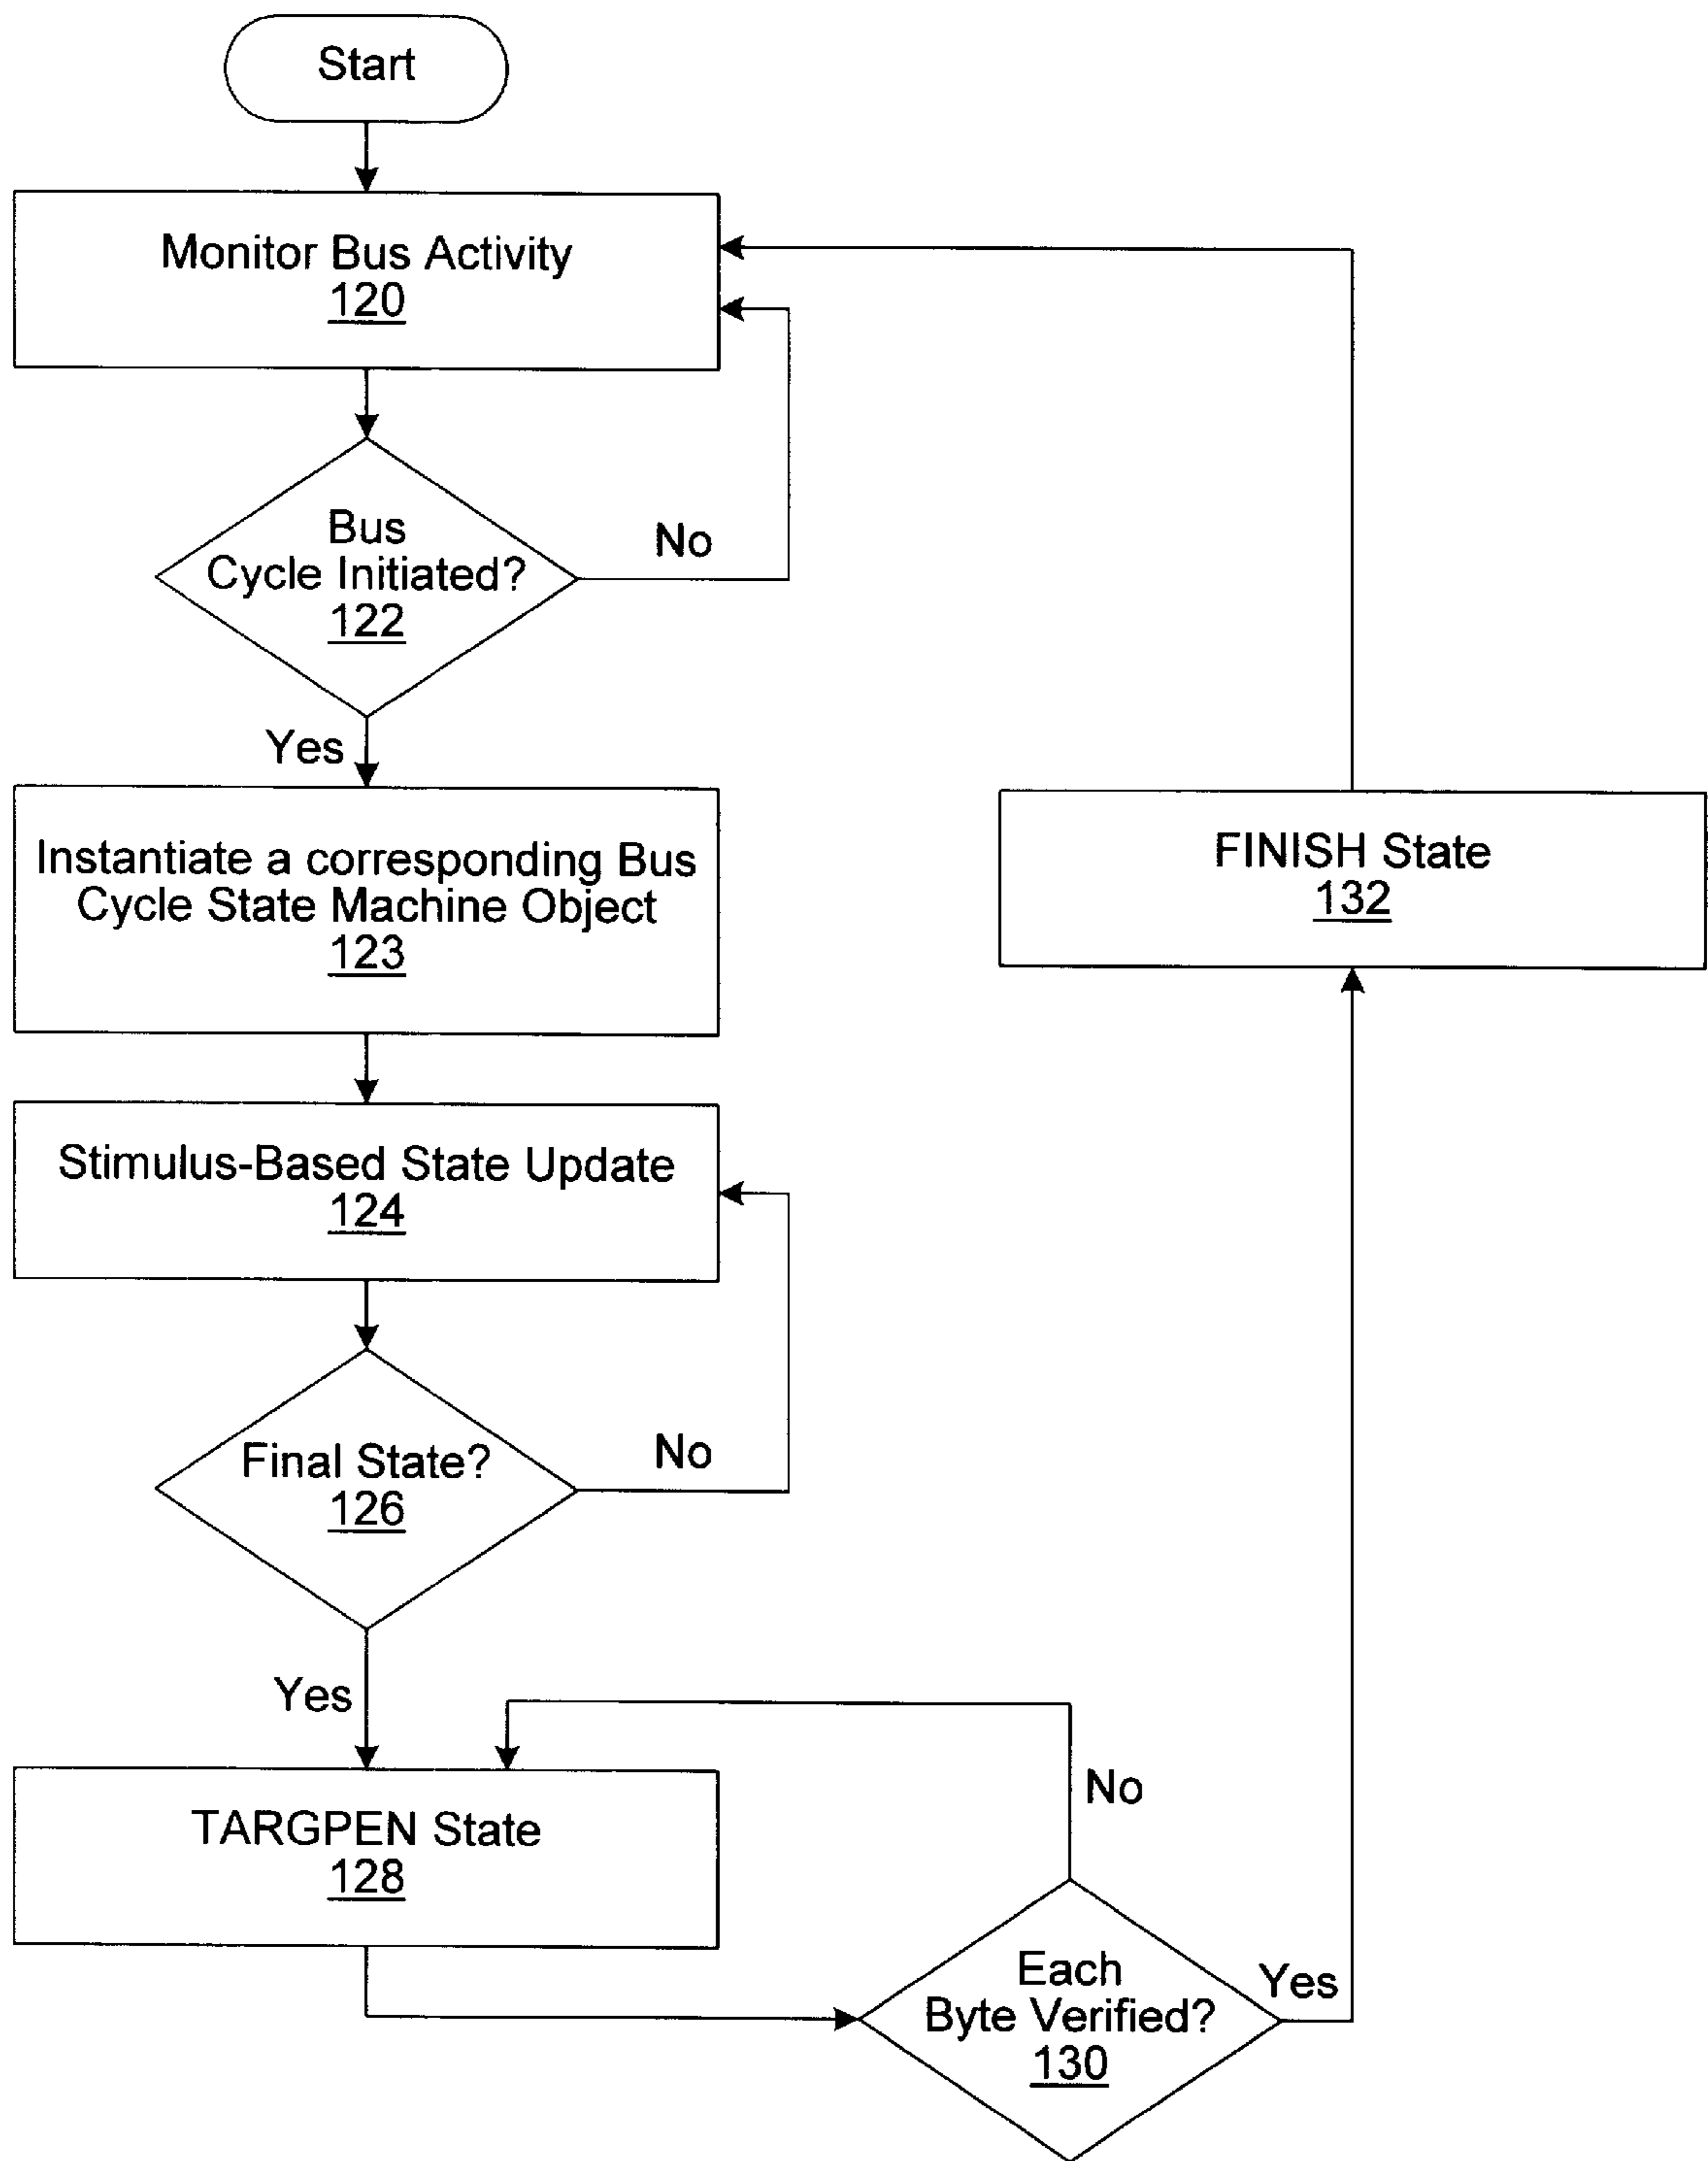 Start
Monitor Bus Activity
120
Bus
Cycle Initiated?
122
No
Yes
Instantiate a corresponding Bus
Cycle State Machine Object
123
FINISH State
132
Stimulus-Based State Update
124
Final State?
126
No
Yes
TARGPEN State
128
No
Each
Byte Verified?
130
Yes